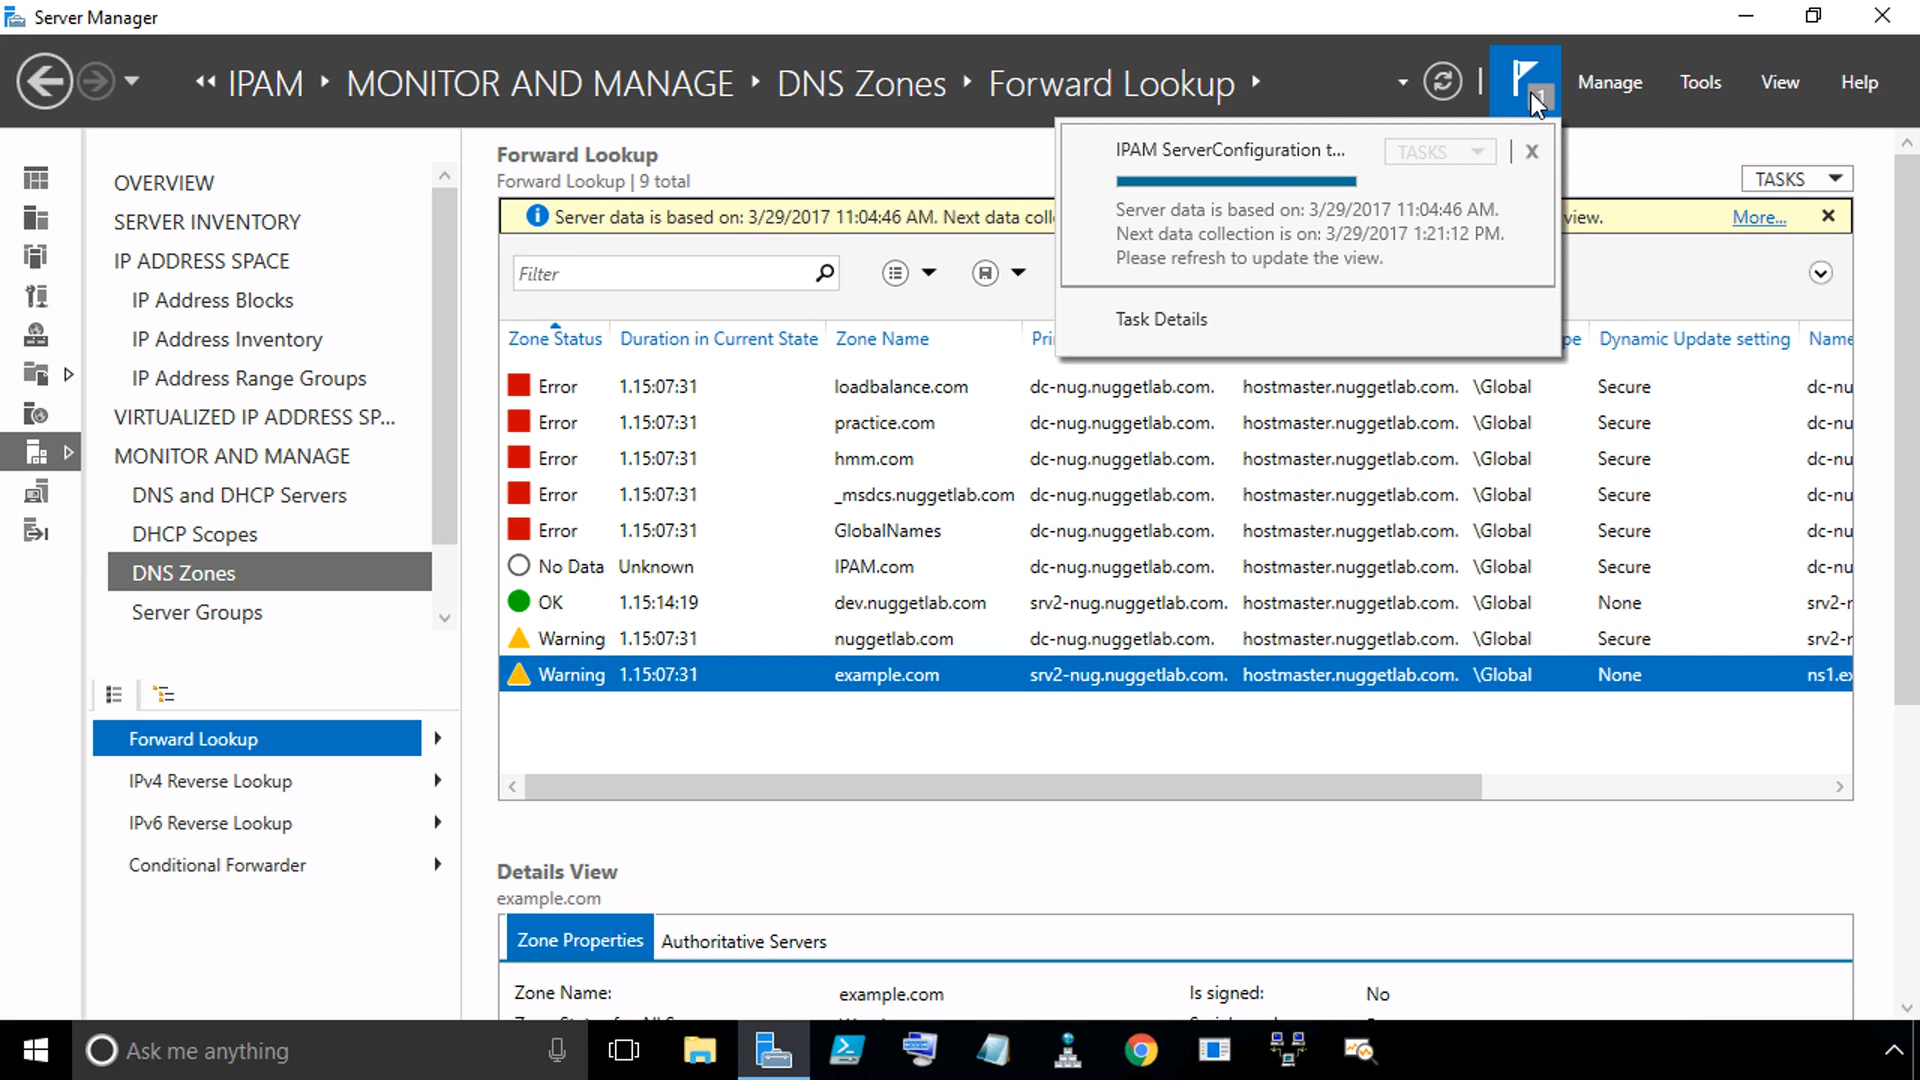 Server Manager
IPAM MONITOR AND MANAGE DNS Zones Forward Lookup
1
Manage Tools View Help
OVERVIEW
SERVER INVENTORY
IP ADDRESS SPACE
IP Address Blocks
IP Address Inventory
IP Address Range Groups
VIRTUALIZED IP ADDRESS SP...
MONITOR AND MANAGE
DNS and DHCP Servers
DHCP Scopes
DNS Zones
Server Groups
Forward Lookup
IPv4 Reverse Lookup
IPv6 Reverse Lookup
Conditional Forwarder
Forward Lookup
Forward Lookup | 9 total
TASKS
Server data is based on: 3/29/2017 11:04:46 AM. Next data coll view. More...
IPAM ServerConfiguration t... TASKS X
Server data is based on: 3/29/2017 11:04:46 AM.
Next data collection is on: 3/29/2017 1:21:12 PM.
Please refresh to update the view.
Task Details
Filter
Zone Status Duration in Current State Zone Name Pri pe Dynamic Update setting Name
Error 1.15:07:31 loadbalance.com dc-nug.nuggetlab.com. hostmaster.nuggetlab.com. \Global Secure dc-nu
Error 1.15:07:31 practice.com dc-nug.nuggetlab.com. hostmaster.nuggetlab.com. \Global Secure dc-nu
Error 1.15:07:31 hmm.com dc-nug.nuggetlab.com. hostmaster.nuggetlab.com. \Global Secure dc-nu
Error 1.15:07:31 _msdcs.nuggetlab.com dc-nug.nuggetlab.com. hostmaster.nuggetlab.com. \Global Secure dc-nu
Error 1.15:07:31 GlobalNames dc-nug.nuggetlab.com. hostmaster.nuggetlab.com. \Global Secure dc-nu
No Data Unknown IPAM.com dc-nug.nuggetlab.com. hostmaster.nuggetlab.com. \Global Secure dc-nu
OK 1.15:14:19 dev.nuggetlab.com srv2-nug.nuggetlab.com. hostmaster.nuggetlab.com. \Global None srv2-r
Warning 1.15:07:31 nuggetlab.com dc-nug.nuggetlab.com. hostmaster.nuggetlab.com. \Global Secure srv2-r
Warning 1.15:07:31 example.com srv2-nug.nuggetlab.com. hostmaster.nuggetlab.com. \Global None ns1.ex
Details View
example.com
Zone Properties Authoritative Servers
Zone Name: example.com Is signed: No
Ask me anything